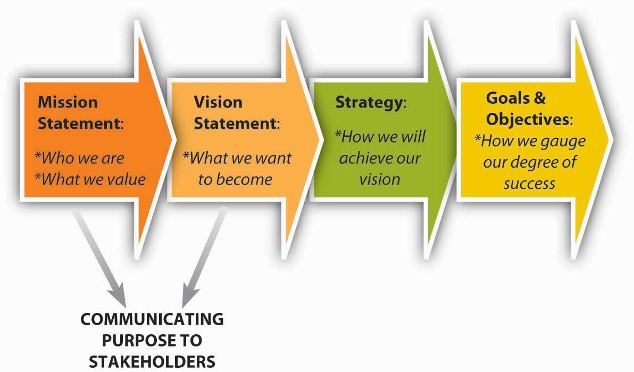 Mission
Statement:
*Who we are
*What we value
Vision
Statement:
*What we want
to become
Strategy:
*How we will
achieve our
vision
Goals &
Objectives:
*How we gauge
our degree of
success
COMMUNICATING
PURPOSE TO
STAKEHOLDERS